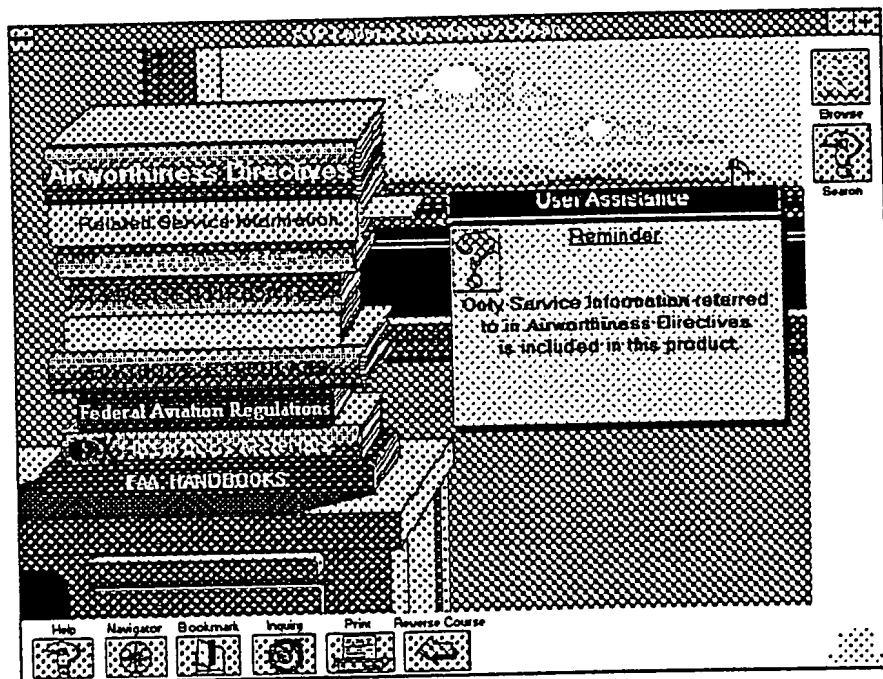 Browse
Search
Airworthiness Directives
Related Service Information
User Assistance
Reminder
Only Service Information referred
to in Airworthiness Directives
is included in this product.
Federal Aviation Regulations
FAA HANDBOOKS
Help
Navigator
Bookmark
Inquire
Print
Reverse Course